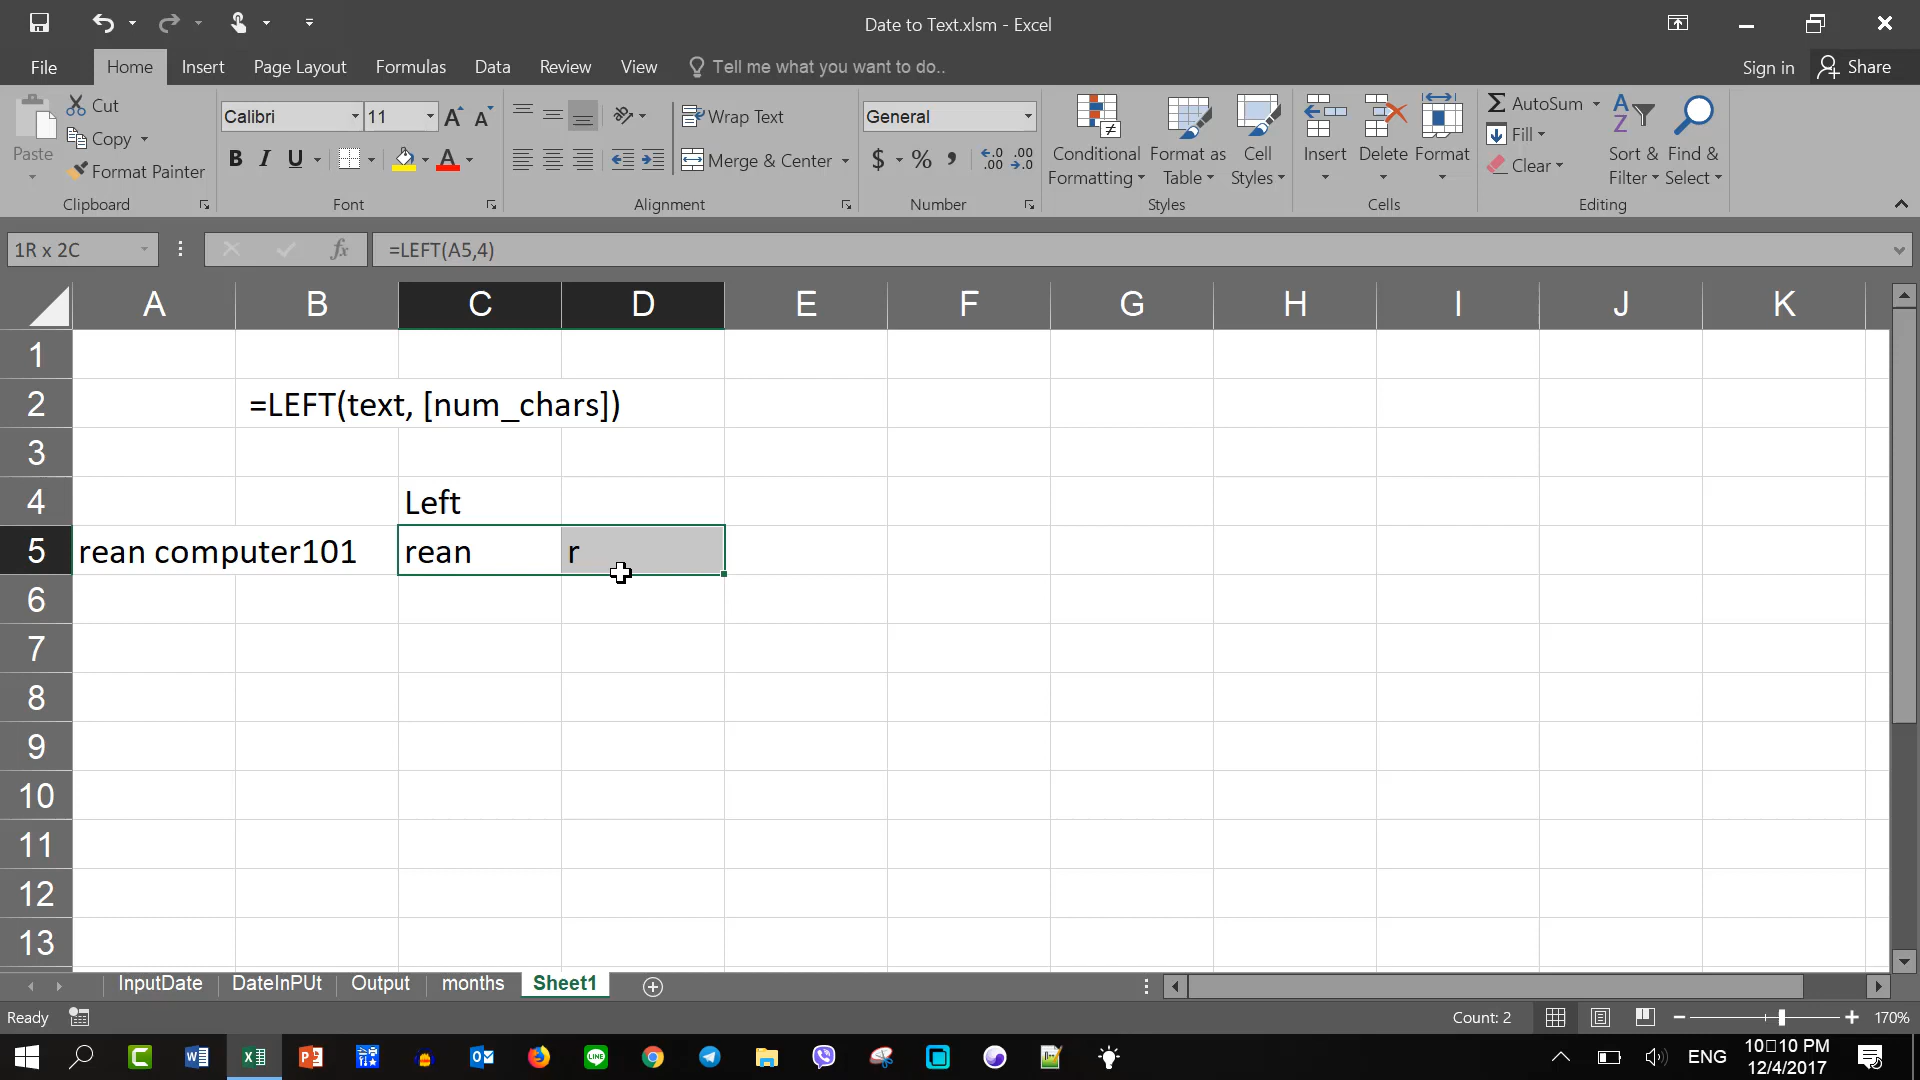 Date to Text.xlsm - Excel
File Home Insert Page Layout Formulas Data Review View Tell me what you want to do.. Sign in Share
Paste
Cut
Copy
Format Painter
Clipboard
Calibri 11
B I U
Font
Wrap Text
Merge & Center
Alignment
General
$ % ,
Number
Conditional Formatting
Format as Table
Cell Styles
Styles
Insert
Delete
Format
Cells
AutoSum
Fill
Clear
Sort & Filter
Find & Select
Editing
1R x 2C fx =LEFT(A5,4)
A B C D E F G H I J K
1
2 =LEFT(text, [num_chars])
3
4 Left
5 rean computer101 rean r
6
7
8
9
10
11
12
13
InputDate DateInPUt Output months Sheet1
Ready Count: 2 170%
ENG 10□10 PM
12/4/2017